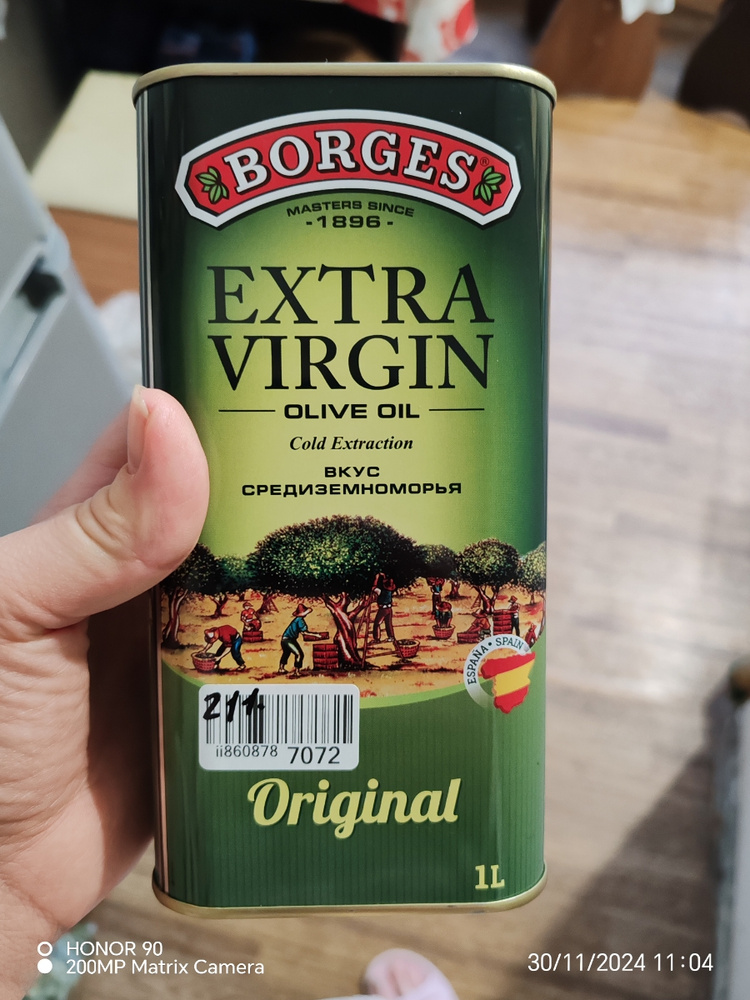 BORGES®
MASTERS SINCE
-1896-
EXTRA
VIRGIN
OLIVE OIL
Cold Extraction
ВКУС
СРЕДИЗЕМНОМОРЬЯ
ESPAÑA • SPAIN
ii860878 7072
Original
1L
HONOR 90
200MP Matrix Camera
30/11/2024 11:04